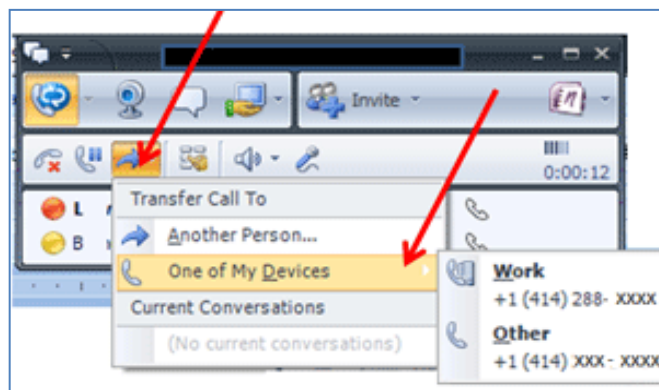 Invite
0:00:12
L
B
Transfer Call To
Another Person...
One of My Devices
Current Conversations
(No current conversations)
Work
+1 (414) 288- XXXX
Other
+1 (414) XXX - XXXX